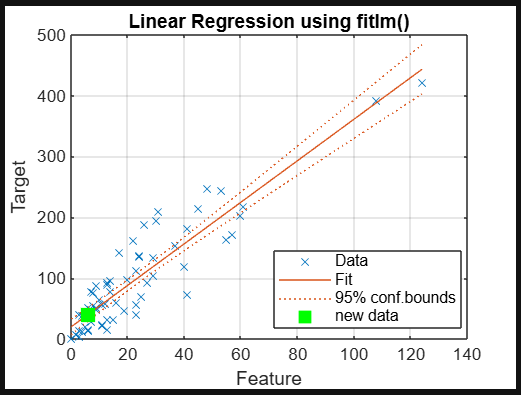 Linear Regression using fitlm()
500
400
300
200
100
0
Target
Data
Fit
95% conf.bounds
new data
0 20 40 60 80 100 120 140
Feature